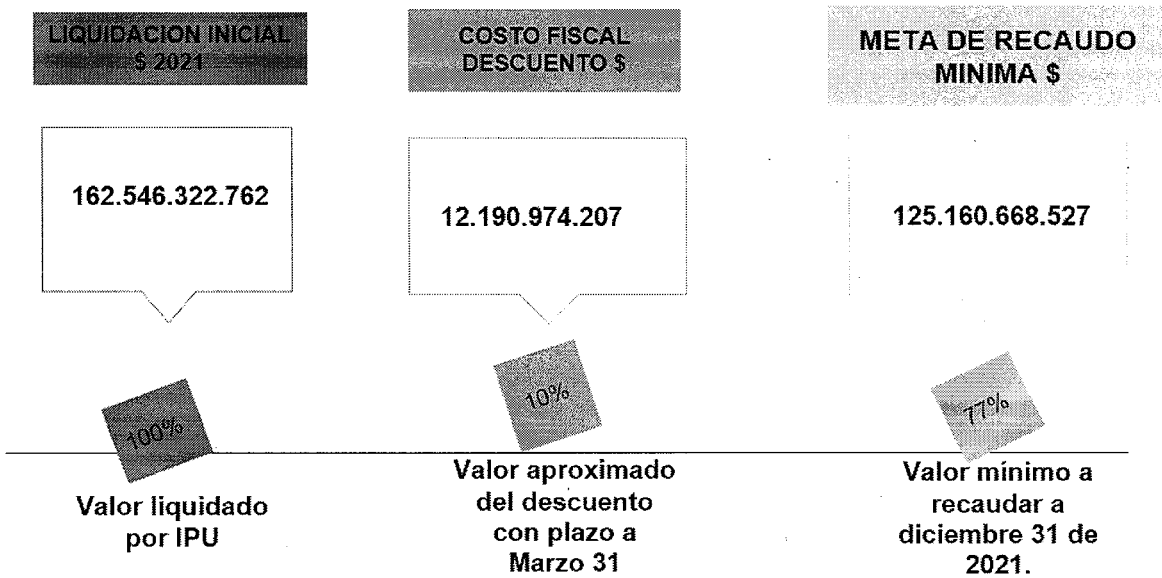 LIQUIDACION INICIAL
$ 2021
162.546.322.762
100%
Valor liquidado
por IPU
COSTO FISCAL
DESCUENTO $
12.190.974.207
10%
Valor aproximado
del descuento
con plazo a
Marzo 31
META DE RECAUDO
MINIMA $
125.160.668.527
77%
Valor mínimo a
recaudar a
diciembre 31 de
2021.